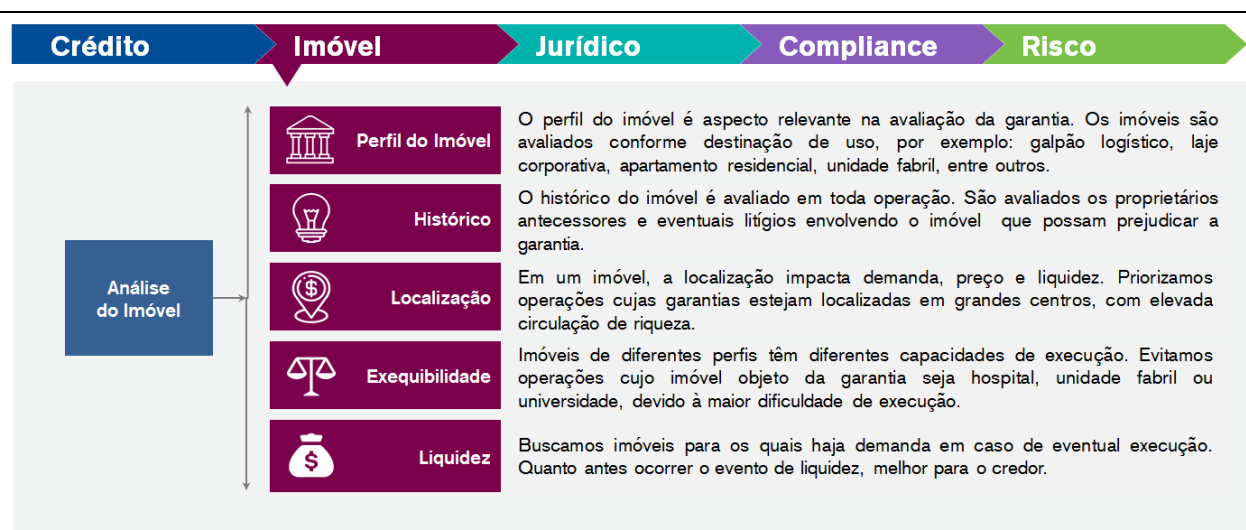 Crédito
Imóvel
Jurídico
Compliance
Risco
Análise
do Imóvel
Perfil do Imóvel
O perfil do imóvel é aspecto relevante na avaliação da garantia. Os imóveis são
avaliados conforme destinação de uso, por exemplo: galpão logístico, laje
corporativa, apartamento residencial, unidade fabril, entre outros.
Histórico
O histórico do imóvel é avaliado em toda operação. São avaliados os proprietários
antecessores e eventuais litígios envolvendo o imóvel que possam prejudicar a
garantia.
$
Localização
Em um imóvel, a localização impacta demanda, preço e liquidez. Priorizamos
operações cujas garantias estejam localizadas em grandes centros, com elevada
circulação de riqueza.
Exequibilidade
Imóveis de diferentes perfis têm diferentes capacidades de execução. Evitamos
operações cujo imóvel objeto da garantia seja hospital, unidade fabril ou
universidade, devido à maior dificuldade de execução.
$
Liquidez
Buscamos imóveis para os quais haja demanda em caso de eventual execução.
Quanto antes ocorrer o evento de liquidez, melhor para o credor.